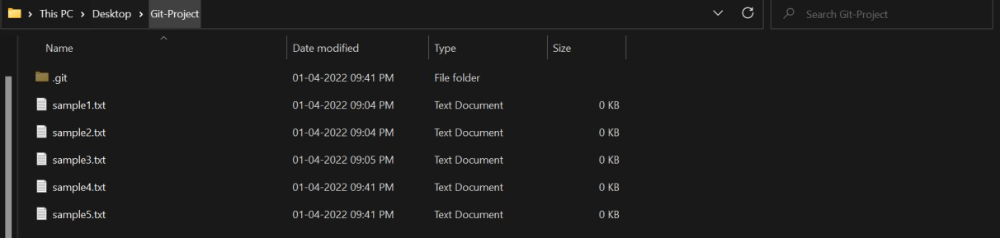 This PC > Desktop > Git-Project Search Git-Project
Name Date modified Type Size
.git 01-04-2022 09:41 PM File folder
sample1.txt 01-04-2022 09:04 PM Text Document 0 KB
sample2.txt 01-04-2022 09:04 PM Text Document 0 KB
sample3.txt 01-04-2022 09:05 PM Text Document 0 KB
sample4.txt 01-04-2022 09:41 PM Text Document 0 KB
sample5.txt 01-04-2022 09:41 PM Text Document 0 KB